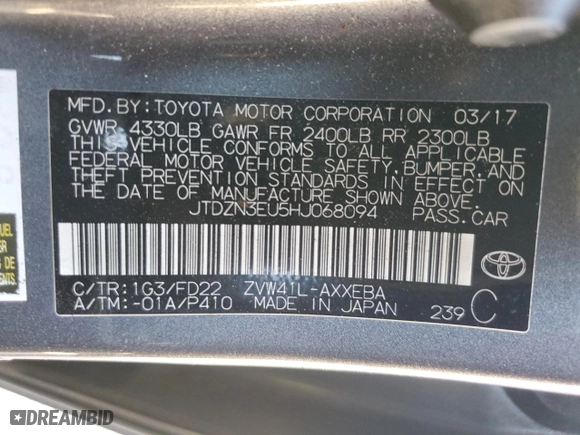 MFD. BY: TOYOTA MOTOR CORPORATION 03/17
GVWR 4330LB GAWR FR 2400LB RR 2300LB
THIS VEHICLE CONFORMS TO ALL APPLICABLE
FEDERAL MOTOR VEHICLE SAFETY, BUMPER, AND
THEFT PREVENTION STANDARDS IN EFFECT ON
THE DATE OF MANUFACTURE SHOWN ABOVE.
JTDZN3EU5HJ068094 PASS. CAR
C/TR: 1G3/FD22 ZVW41L-AXXEBA
A/TM: -01A/P410 MADE IN JAPAN 239 C
DREAMBID